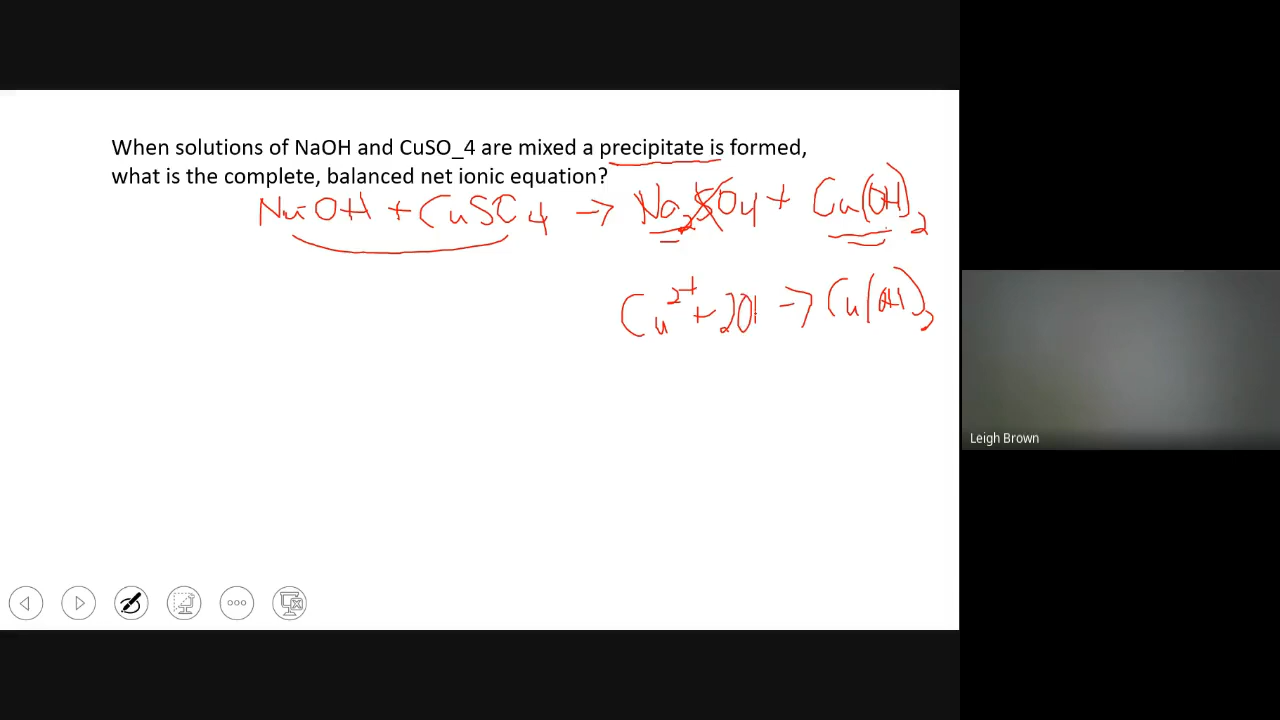 When solutions of NaOH and CuSO_4 are mixed a precipitate is formed,
what is the complete, balanced net ionic equation?
NaOH + CuSO4 → Na2SO4 + Cu(OH)2
Cu2+ + 2OH → Cu(OH)2
Leigh Brown